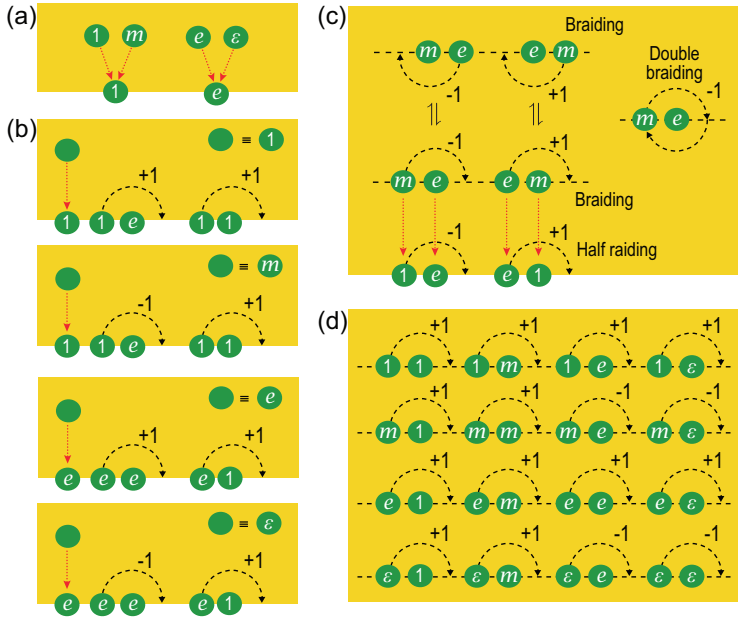 (a)
1 m e ε
1 e
(b)
≡ 1
+1 +1
1 1 e 1 1
≡ m
-1 +1
1 1 e 1 1
≡ e
+1 +1
e e e e 1
≡ ε
-1 +1
e e e e 1
(c)
Braiding
m e e m
-1 +1
Double
braiding
-1
m e
-1 +1
m e e m
Braiding
-1 +1
Half raiding
1 e e 1
(d)
+1 +1 +1 +1
1 1 1 m 1 e 1 ε
+1 +1 -1 -1
m 1 m m m e m ε
+1 +1 +1 +1
e 1 e m e e e ε
+1 +1 -1 -1
ε 1 ε m ε e ε ε